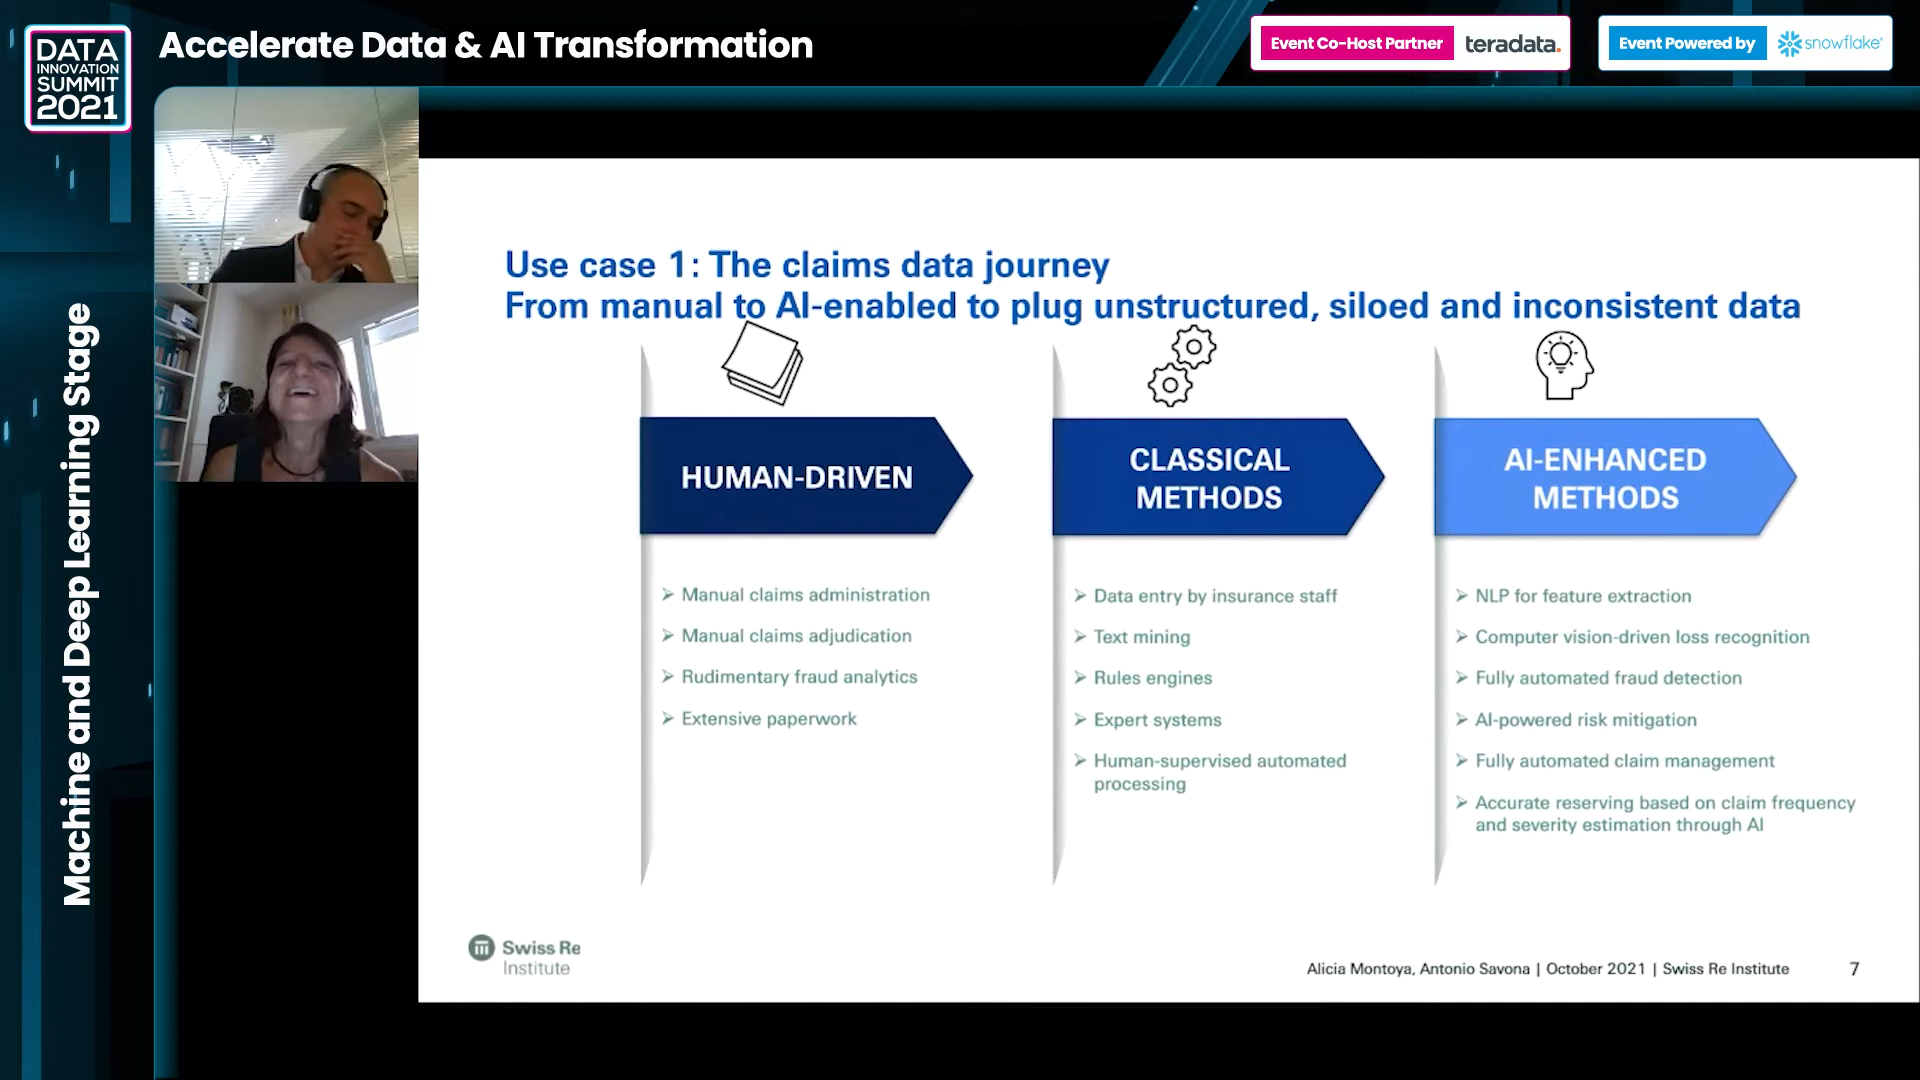 DATA
INNOVATION
SUMMIT
2021
Accelerate Data & AI Transformation
Event Co-Host Partner
teradata.
Event Powered by
snowflake®
Machine and Deep Learning Stage
Use case 1: The claims data journey
From manual to AI-enabled to plug unstructured, siloed and inconsistent data
HUMAN-DRIVEN
➢ Manual claims administration
➢ Manual claims adjudication
➢ Rudimentary fraud analytics
➢ Extensive paperwork
CLASSICAL
METHODS
➢ Data entry by insurance staff
➢ Text mining
➢ Rules engines
➢ Expert systems
➢ Human-supervised automated
processing
AI-ENHANCED
METHODS
➢ NLP for feature extraction
➢ Computer vision-driven loss recognition
➢ Fully automated fraud detection
➢ AI-powered risk mitigation
➢ Fully automated claim management
➢ Accurate reserving based on claim frequency
and severity estimation through AI
Swiss Re
Institute
Alicia Montoya, Antonio Savona | October 2021 | Swiss Re Institute
7